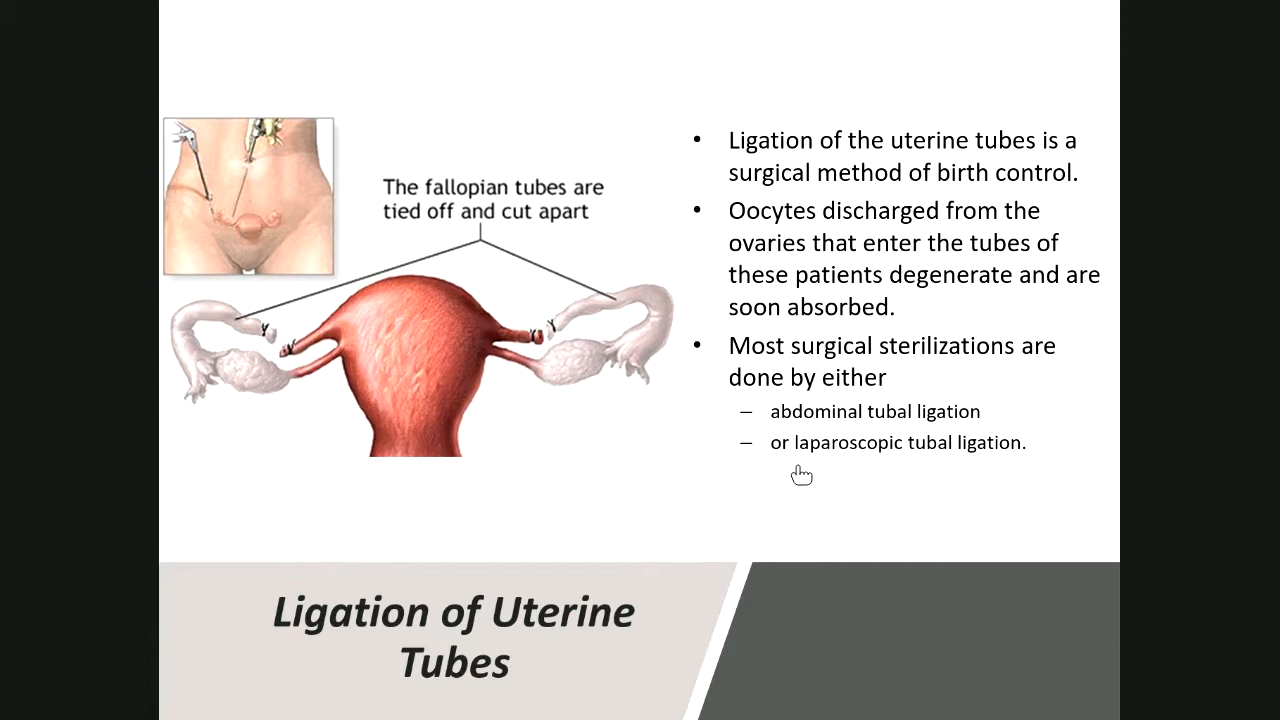 The fallopian tubes are
tied off and cut apart
• Ligation of the uterine tubes is a
surgical method of birth control.
• Oocytes discharged from the
ovaries that enter the tubes of
these patients degenerate and are
soon absorbed.
• Most surgical sterilizations are
done by either
– abdominal tubal ligation
– or laparoscopic tubal ligation.
Ligation of Uterine
Tubes